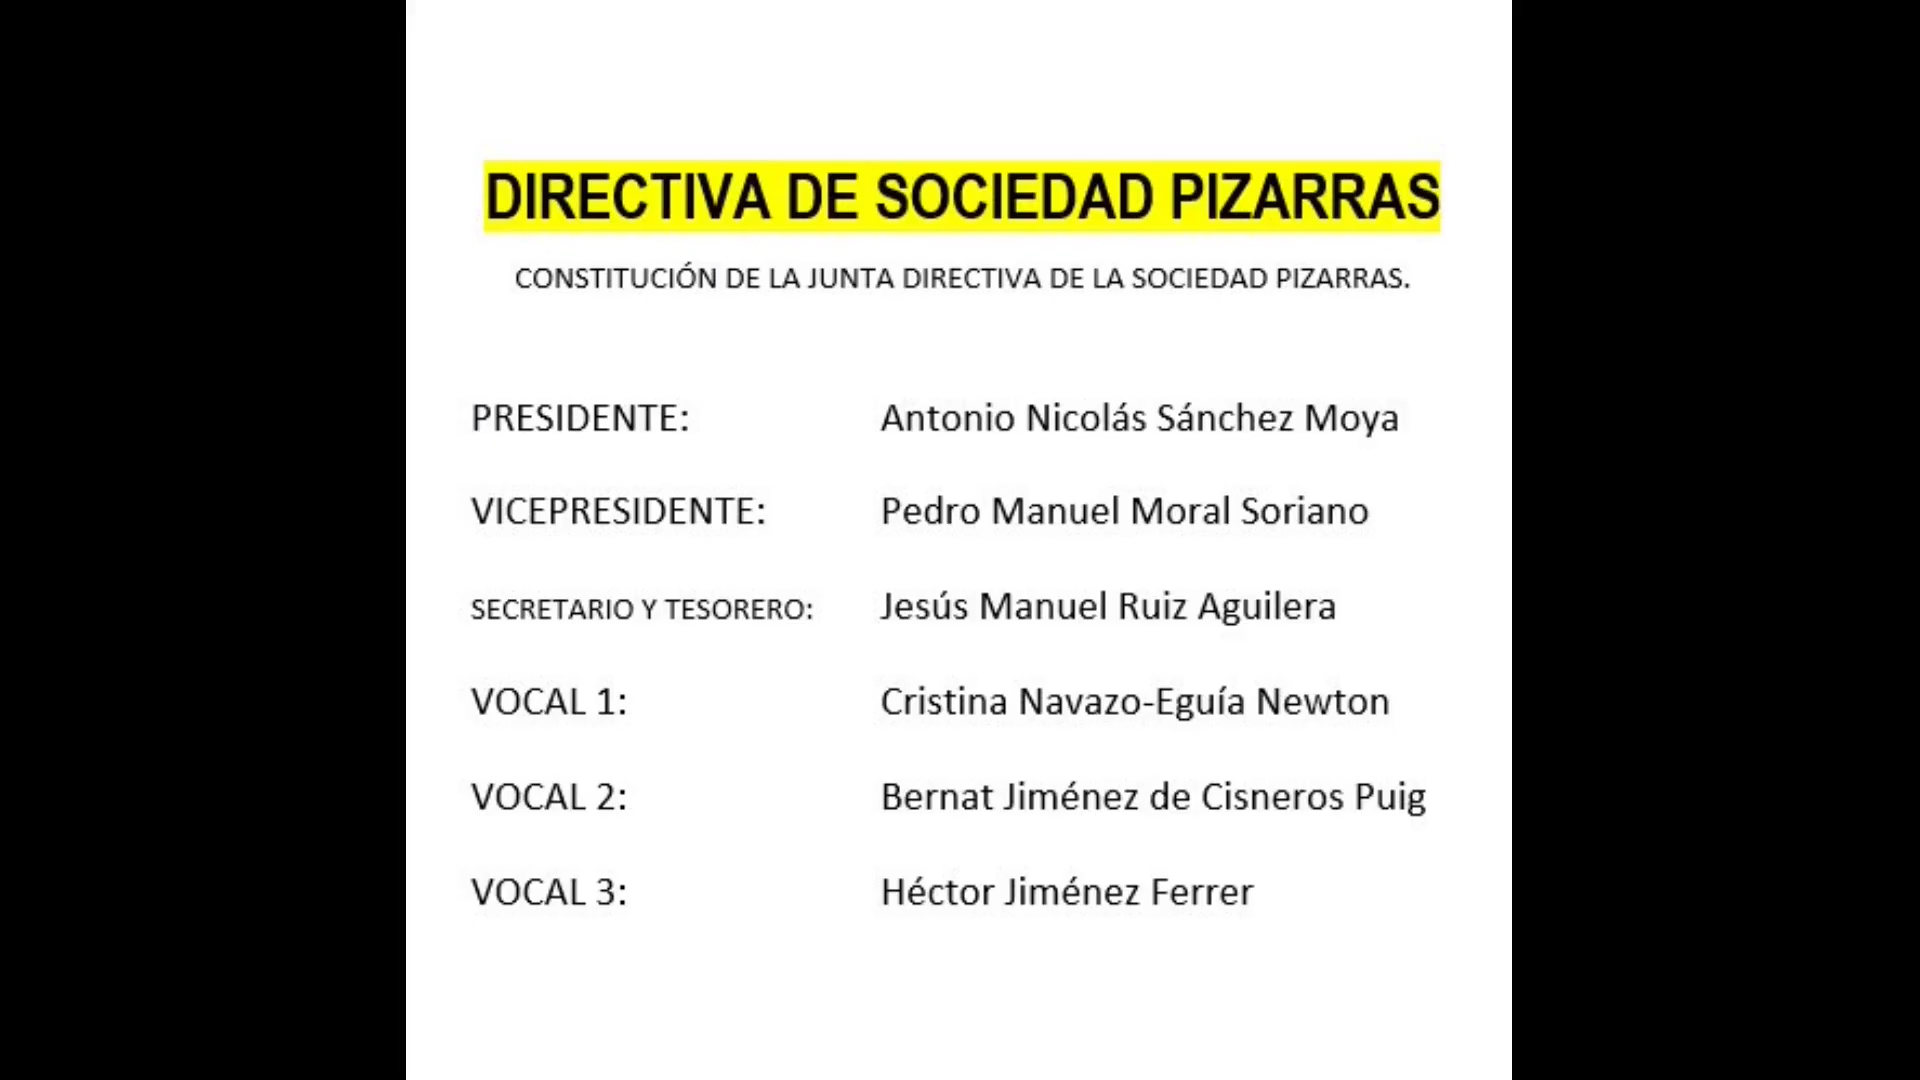 DIRECTIVA DE SOCIEDAD PIZARRAS
CONSTITUCIÓN DE LA JUNTA DIRECTIVA DE LA SOCIEDAD PIZARRAS.
PRESIDENTE: Antonio Nicolás Sánchez Moya
VICEPRESIDENTE: Pedro Manuel Moral Soriano
SECRETARIO Y TESORERO: Jesús Manuel Ruiz Aguilera
VOCAL 1: Cristina Navazo-Eguía Newton
VOCAL 2: Bernat Jiménez de Cisneros Puig
VOCAL 3: Héctor Jiménez Ferrer